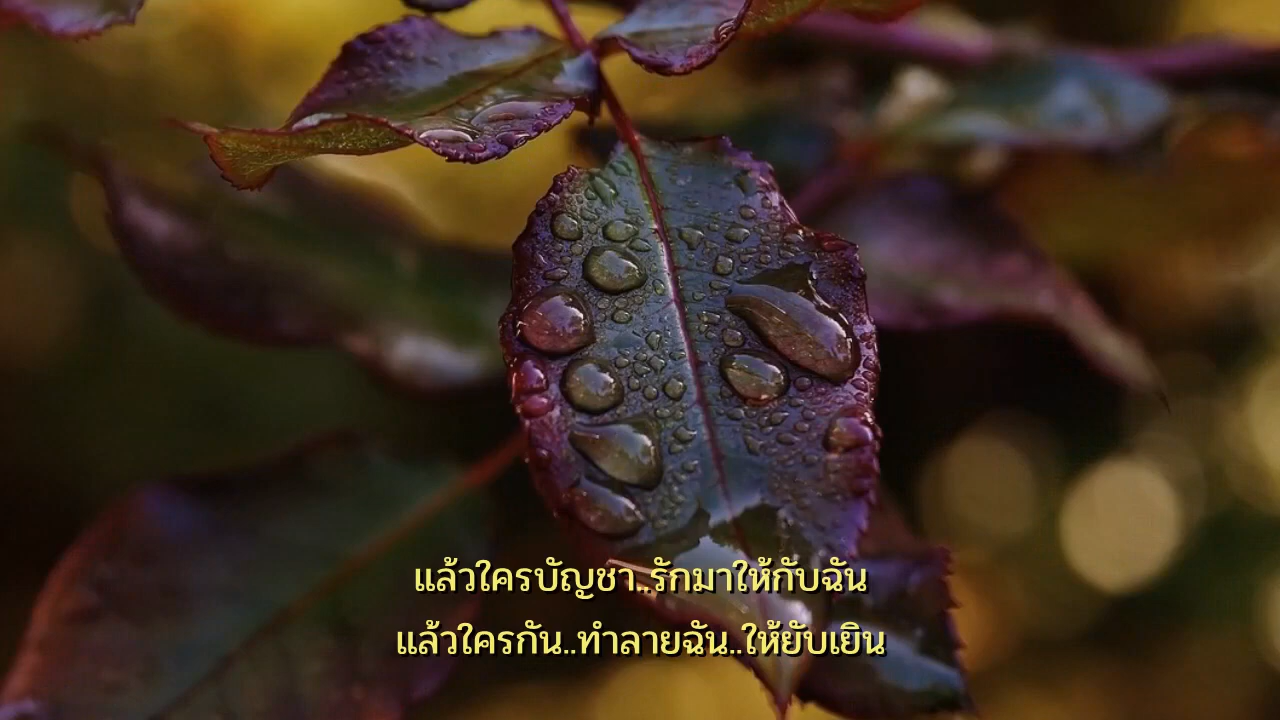 แล้วใครบัญชา..รักมาให้กับฉัน
แล้วใครกัน..ทำลายฉัน..ให้ยับเยิน